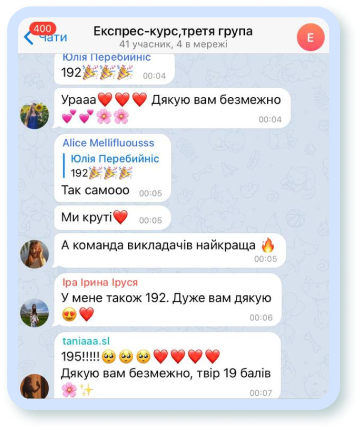 400
Чати
Експрес-курс,третя група
41 учасник, 4 в мережі
Е
Юлія Перебийніс
192🎉🎉🎉 00:04
Урааа❤️❤️❤️ Дякую вам безмежно
💕💕🌸🌸 00:04
Alice Mellifluousss
Юлія Перебийніс
192🎉🎉🎉
Так самооо 00:05
Ми круті❤️ 00:05
А команда викладачів найкраща 🔥
00:05
Іра Ірина Іруся
У мене також 192. Дуже вам дякую
😍❤️ 00:06
taniaaa.sl
195!!!!!🥺🥺🥺❤️❤️❤️❤️
Дякую вам безмежно, твір 19 балів
🌸✨ 00:07